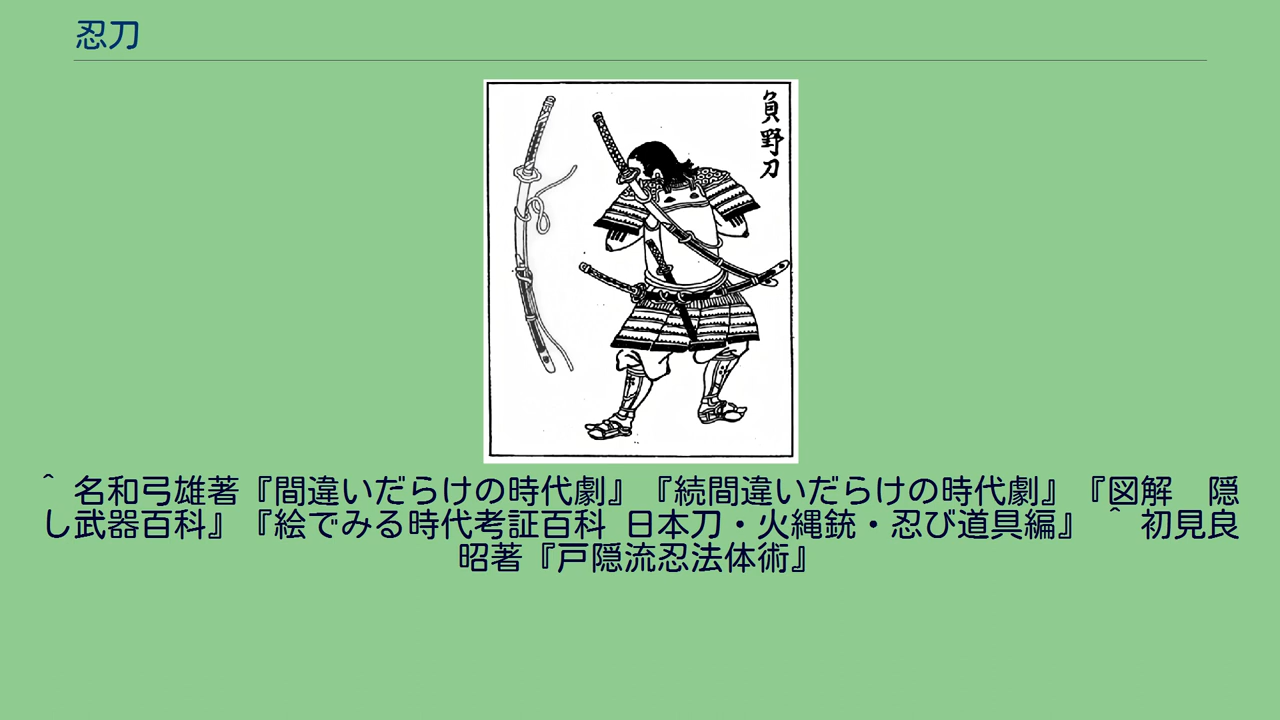 忍刀
負野刀
^ 名和弓雄著『間違いだらけの時代劇』『続間違いだらけの時代劇』『図解　隠
し武器百科』『絵でみる時代考証百科 日本刀・火縄銃・忍び道具編』 ^ 初見良
昭著『戸隠流忍法体術』